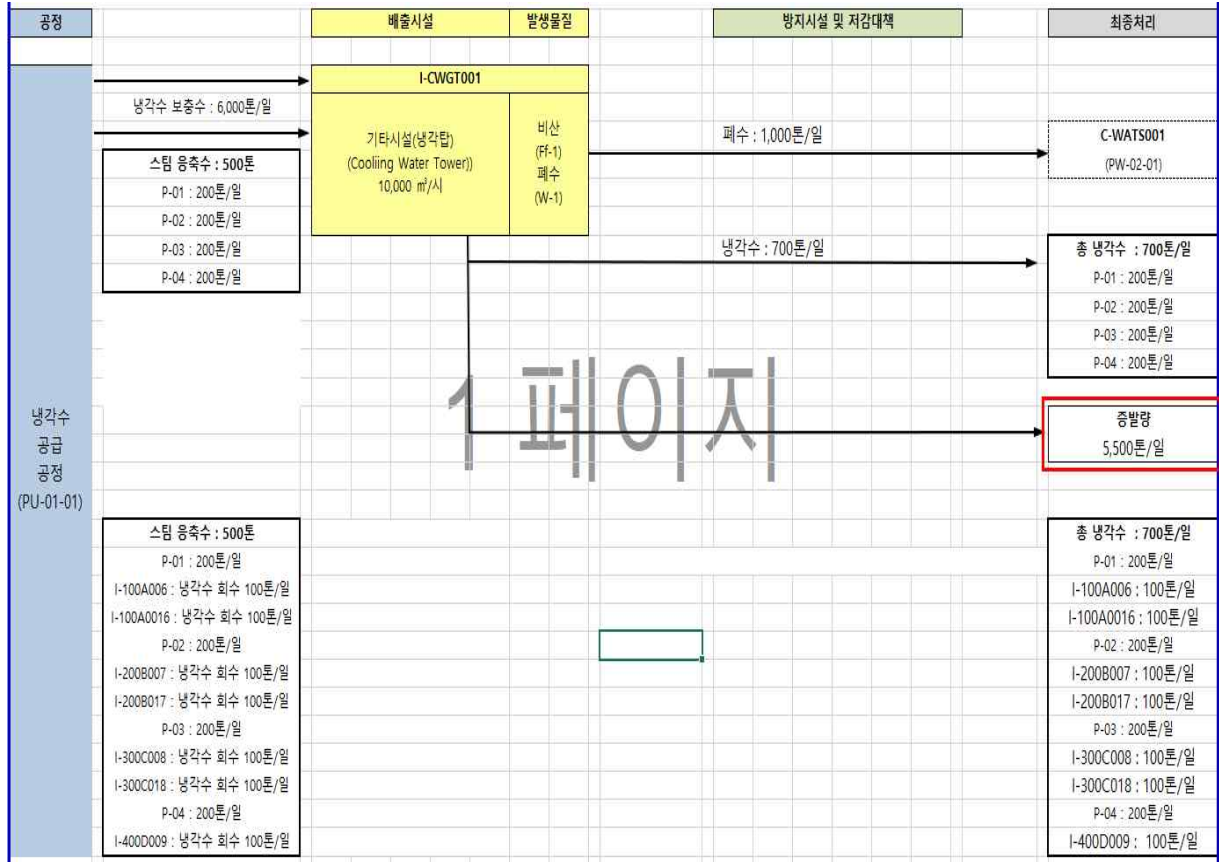 공정
배출시설
발생물질
방지시설 및 저감대책
최종처리
냉각수
공급
공정
(PU-01-01)
냉각수 보충수 : 6,000톤/일
스팀 응축수 : 500톤
P-01 : 200톤/일
P-02 : 200톤/일
P-03 : 200톤/일
P-04 : 200톤/일
I-CWGT001
기타시설(냉각탑)
(Cooliing Water Tower))
10,000 ㎥/시
비산
(Ff-1)
폐수
(W-1)
폐수 : 1,000톤/일
C-WATS001
(PW-02-01)
냉각수 : 700톤/일
총 냉각수 : 700톤/일
P-01 : 200톤/일
P-02 : 200톤/일
P-03 : 200톤/일
P-04 : 200톤/일
1 페이지
증발량
5,500톤/일
스팀 응축수 : 500톤
P-01 : 200톤/일
I-100A006 : 냉각수 회수 100톤/일
I-100A0016 : 냉각수 회수 100톤/일
P-02 : 200톤/일
I-200B007 : 냉각수 회수 100톤/일
I-200B017 : 냉각수 회수 100톤/일
P-03 : 200톤/일
I-300C008 : 냉각수 회수 100톤/일
I-300C018 : 냉각수 회수 100톤/일
P-04 : 200톤/일
I-400D009 : 냉각수 회수 100톤/일
총 냉각수 : 700톤/일
P-01 : 200톤/일
I-100A006 : 100톤/일
I-100A0016 : 100톤/일
P-02 : 200톤/일
I-200B007 : 100톤/일
I-200B017 : 100톤/일
P-03 : 200톤/일
I-300C008 : 100톤/일
I-300C018 : 100톤/일
P-04 : 200톤/일
I-400D009 : 100톤/일